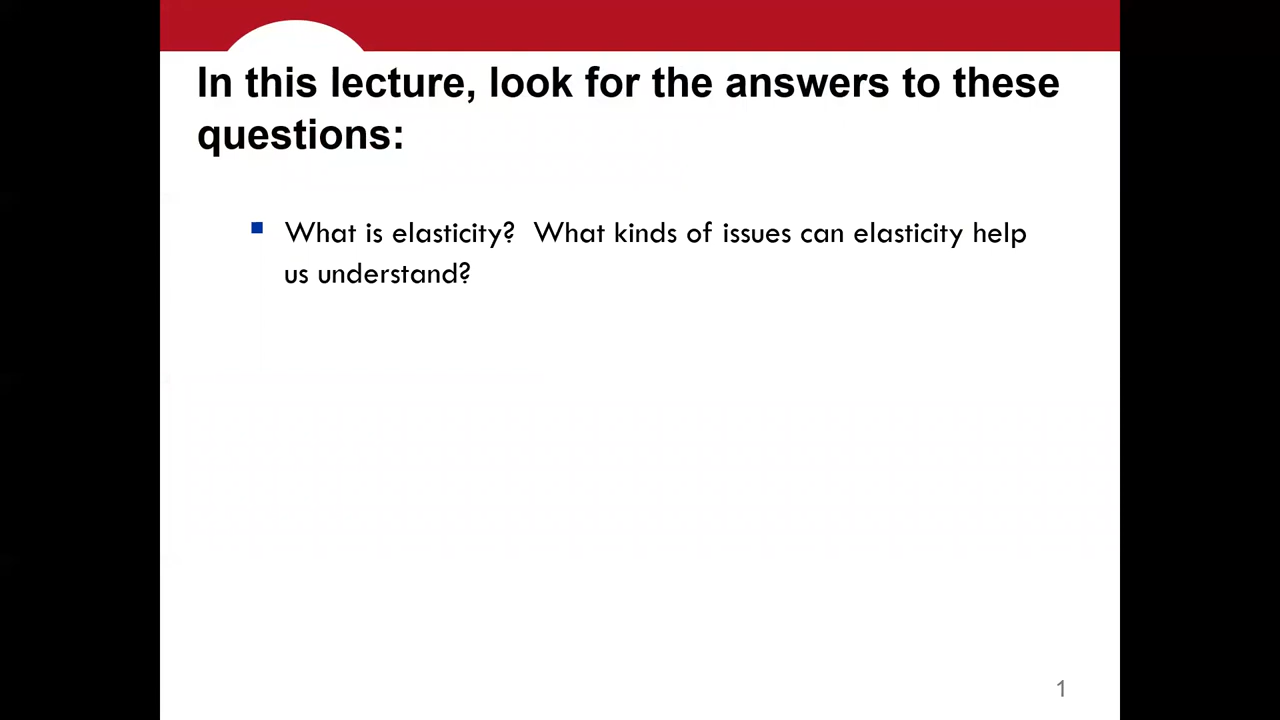 In this lecture, look for the answers to these
questions:
▪ What is elasticity?  What kinds of issues can elasticity help
us understand?
1